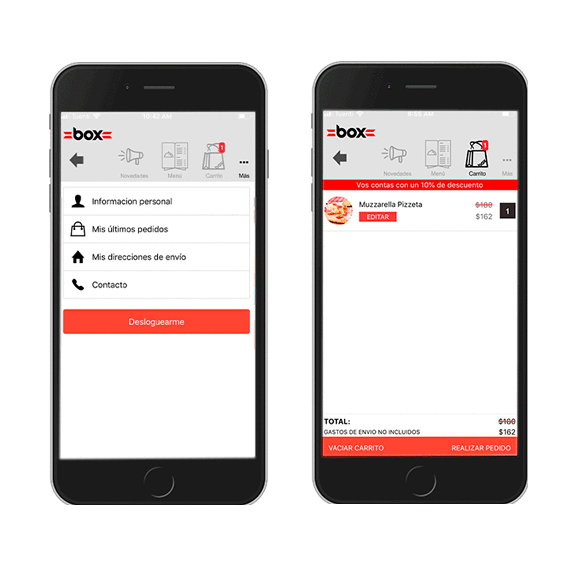 Tuenti 10:42 AM
=box=
Novedades
Menú
Carrito
1
Más
Informacion personal
Mis últimos pedidos
Mis direcciones de envío
Contacto
Desloguearme
9:55 AM
=box=
Novedades
Menú
Carrito
1
Más
Vos contas con un 10% de descuento
Muzzarella Pizzeta
$180
EDITAR
$162
1
TOTAL:
$180
GASTOS DE ENVIO NO INCLUIDOS
$162
VACIAR CARRITO
REALIZAR PEDIDO